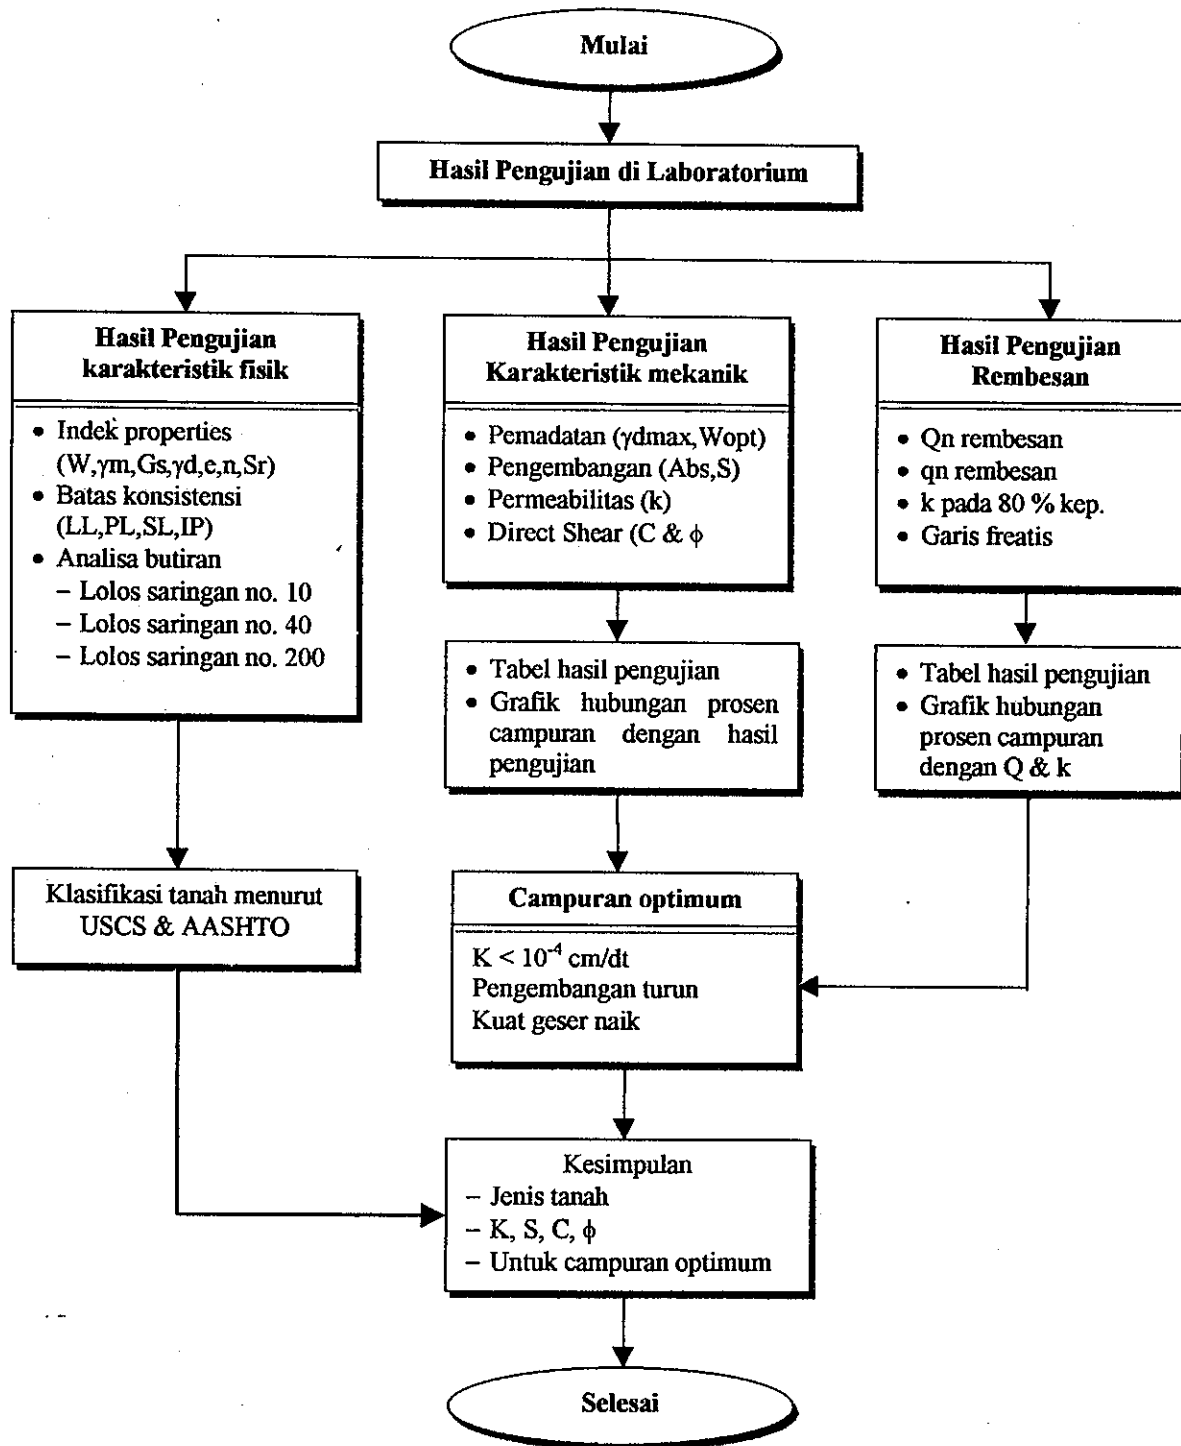 Mulai
Hasil Pengujian di Laboratorium
Hasil Pengujian
karakteristik fisik
• Indek properties
(W,γm,Gs,γd,e,n,Sr)
• Batas konsistensi
(LL,PL,SL,IP)
• Analisa butiran
– Lolos saringan no. 10
– Lolos saringan no. 40
– Lolos saringan no. 200
Hasil Pengujian
Karakteristik mekanik
• Pemadatan (γdmax,Wopt)
• Pengembangan (Abs,S)
• Permeabilitas (k)
• Direct Shear (C & ϕ
Hasil Pengujian
Rembesan
• Qn rembesan
• qn rembesan
• k pada 80 % kep.
• Garis freatis
• Tabel hasil pengujian
• Grafik hubungan prosen
campuran dengan hasil
pengujian
• Tabel hasil pengujian
• Grafik hubungan
prosen campuran
dengan Q & k
Klasifikasi tanah menurut
USCS & AASHTO
Campuran optimum
K < 10⁻⁴ cm/dt
Pengembangan turun
Kuat geser naik
Kesimpulan
– Jenis tanah
– K, S, C, ϕ
– Untuk campuran optimum
Selesai